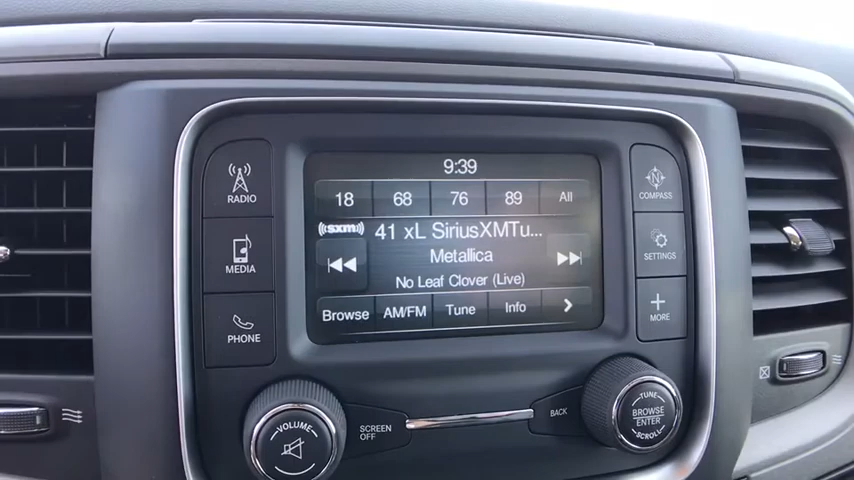 9:39
RADIO
18 68 76 89 All
COMPASS
N
((sxm)) 41 xL SiriusXMTu...
MEDIA
Metallica
SETTINGS
No Leaf Clover (Live)
PHONE
Browse AM/FM Tune Info
MORE
VOLUME
SCREEN OFF
BACK
TUNE
BROWSE
ENTER
SCROLL